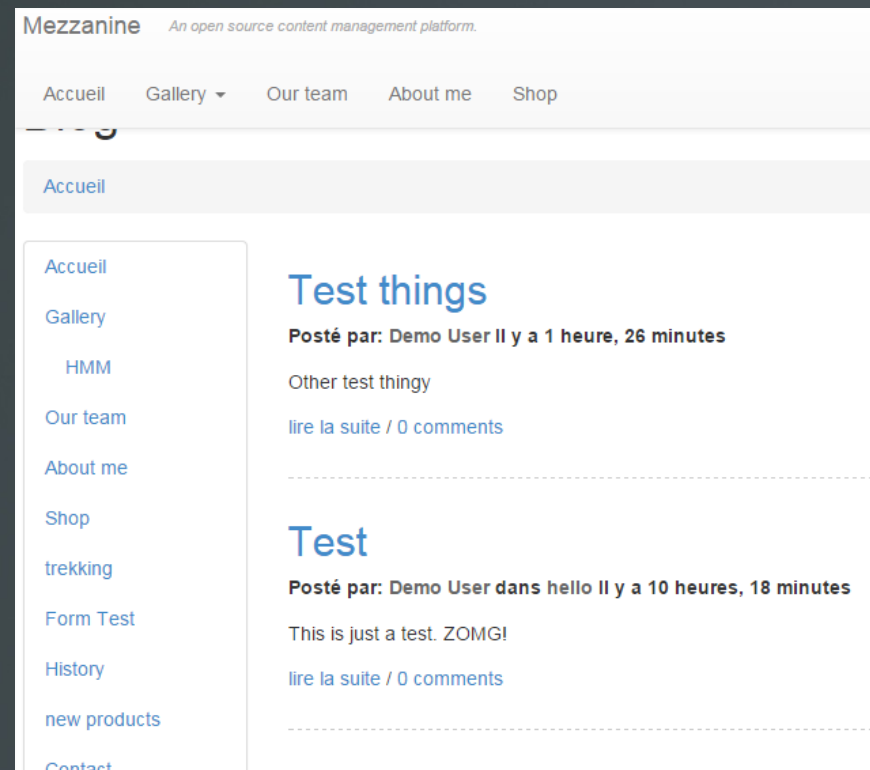 Mezzanine An open source content management platform.
Accueil Gallery Our team About me Shop
Blog
Accueil
Accueil
Gallery
HMM
Our team
About me
Shop
trekking
Form Test
History
new products
Contact
Test things
Posté par: Demo User Il y a 1 heure, 26 minutes
Other test thingy
lire la suite / 0 comments
Test
Posté par: Demo User dans hello Il y a 10 heures, 18 minutes
This is just a test. ZOMG!
lire la suite / 0 comments